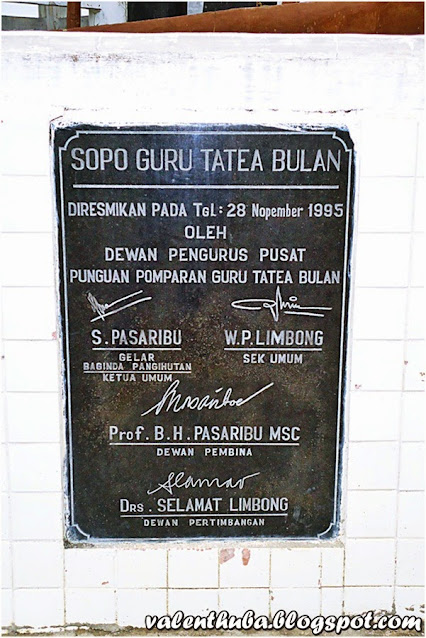 SOPO GURU TATEA BULAN
DIRESMIKAN PADA Tgl: 28 Nopember 1995
OLEH
DEWAN PENGURUS PUSAT
PUNGUAN POMPARAN GURU TATEA BULAN
S. PASARIBU
GELAR
BAGINDA PANGIHUTAN
KETUA UMUM
W.P. LIMBONG
SEK UMUM
Prof. B.H. PASARIBU MSC
DEWAN PEMBINA
DRS. SELAMAT LIMBONG
DEWAN PERTIMBANGAN
valenthuba.blogspot.com